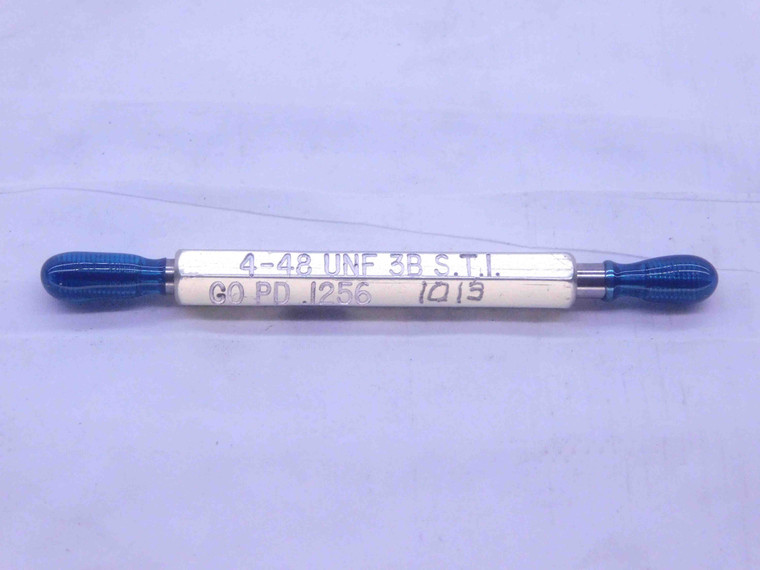 4-48 UNF 3B S.T.I.
GO PD .1256 1015